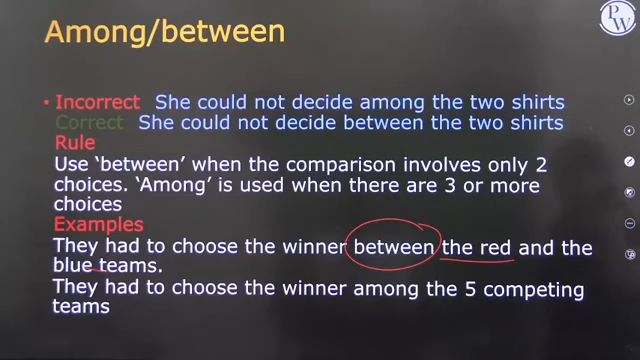 Among/between
P
W
• Incorrect She could not decide among the two shirts
Correct She could not decide between the two shirts
Rule
Use ‘between’ when the comparison involves only 2
choices. ‘Among’ is used when there are 3 or more
choices
Examples
They had to choose the winner between the red and the
blue teams.
They had to choose the winner among the 5 competing
teams